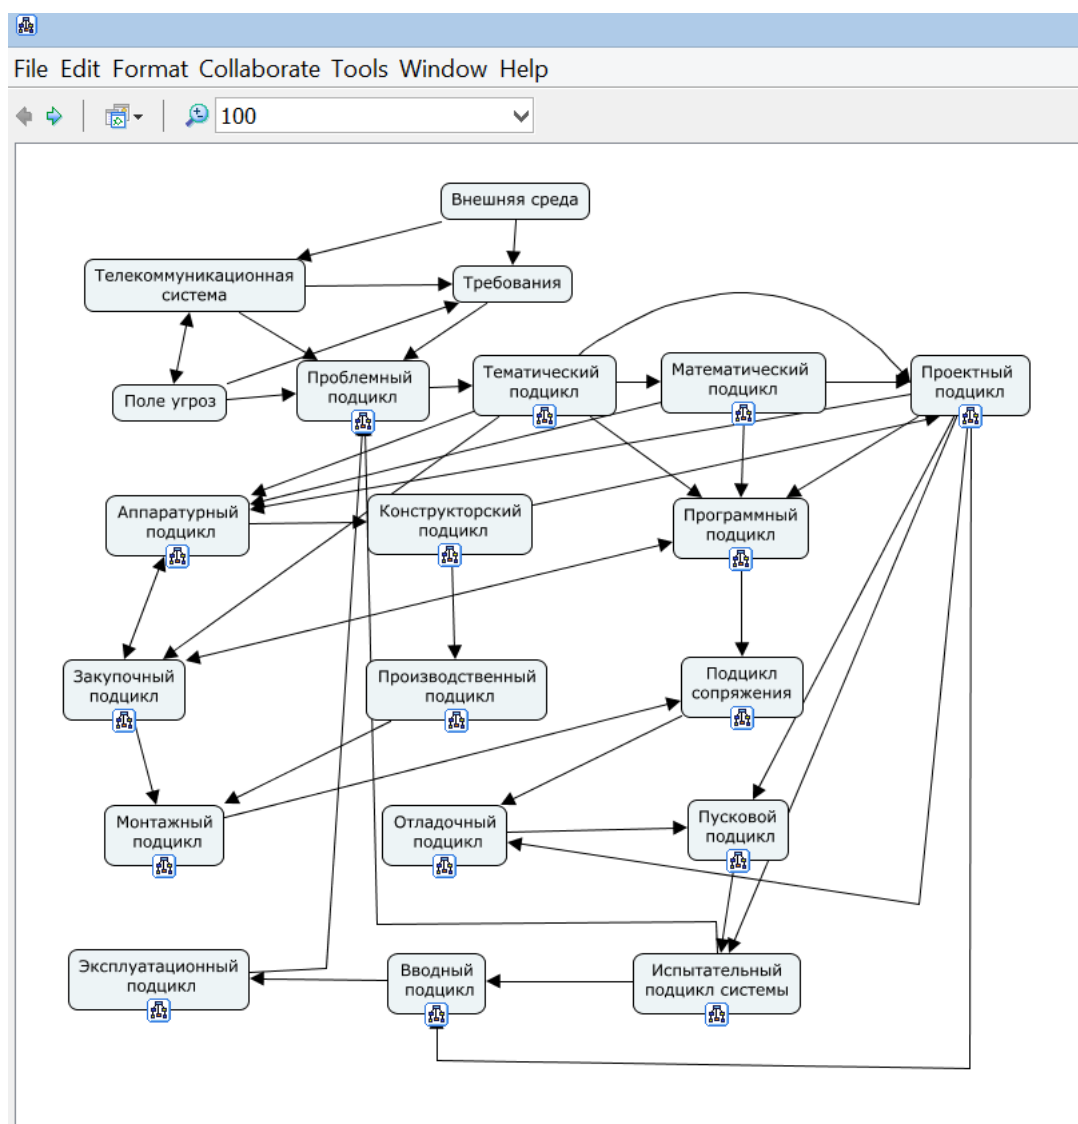 File Edit Format Collaborate Tools Window Help
100
Внешняя среда
Телекоммуникационная
система
Требования
Поле угроз
Проблемный
подцикл
Тематический
подцикл
Математический
подцикл
Проектный
подцикл
Аппаратурный
подцикл
Конструкторский
подцикл
Программный
подцикл
Закупочный
подцикл
Производственный
подцикл
Подцикл
сопряжения
Монтажный
подцикл
Отладочный
подцикл
Пусковой
подцикл
Эксплуатационный
подцикл
Вводный
подцикл
Испытательный
подцикл системы